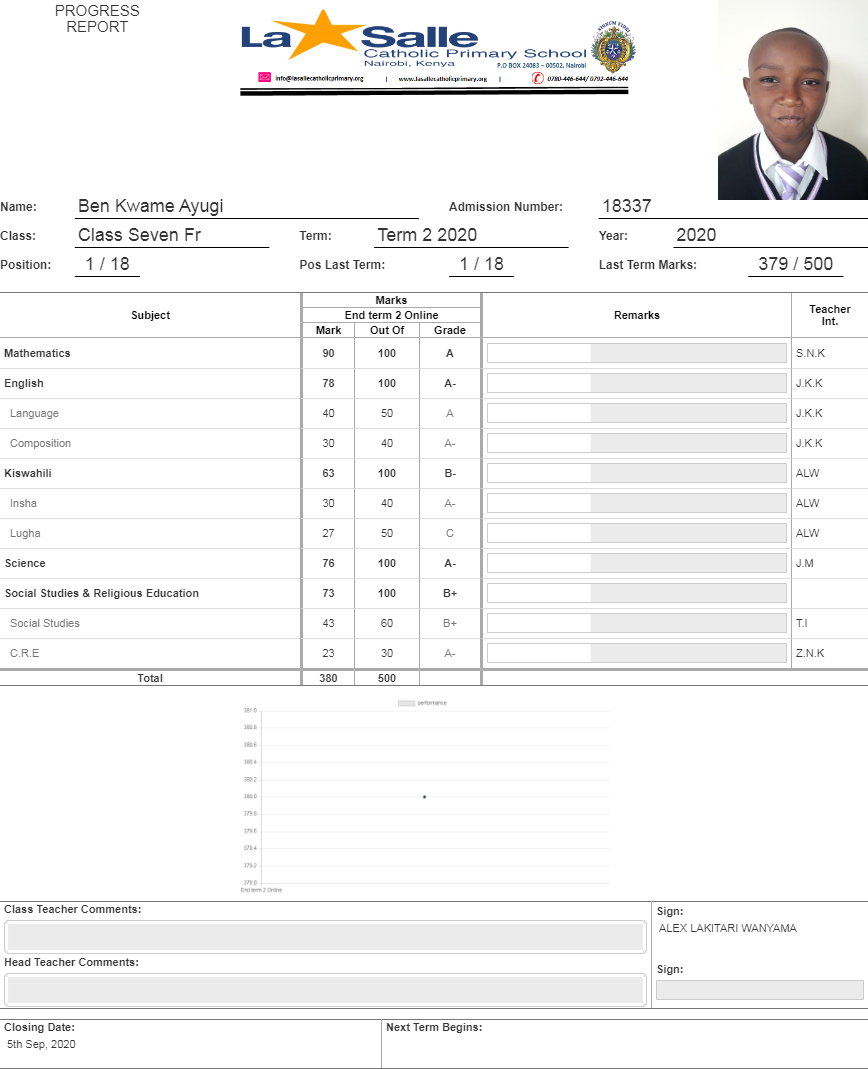 PROGRESS
REPORT
La Salle
Catholic Primary School
Nairobi, Kenya
P.O BOX 24083 – 00502, Nairobi
info@lasallecatholicprimary.org | www.lasallecatholicprimary.org | 0780-446-644/ 0792-446-644
Name: Ben Kwame Ayugi Admission Number: 18337
Class: Class Seven Fr Term: Term 2 2020 Year: 2020
Position: 1 / 18 Pos Last Term: 1 / 18 Last Term Marks: 379 / 500
Subject Marks Remarks Teacher Int.
End term 2 Online
Mark Out Of Grade
Mathematics 90 100 A S.N.K
English 78 100 A- J.K.K
Language 40 50 A J.K.K
Composition 30 40 A- J.K.K
Kiswahili 63 100 B- ALW
Insha 30 40 A- ALW
Lugha 27 50 C ALW
Science 76 100 A- J.M
Social Studies & Religious Education 73 100 B+
Social Studies 43 60 B+ T.I
C.R.E 23 30 A- Z.N.K
Total 380 500
performance
381.0
380.8
380.6
380.4
380.2
380.0
379.8
379.6
379.4
379.2
379.0
End term 2 Online
Class Teacher Comments: Sign:
ALEX LAKITARI WANYAMA
Head Teacher Comments: Sign:
Closing Date: Next Term Begins:
5th Sep, 2020